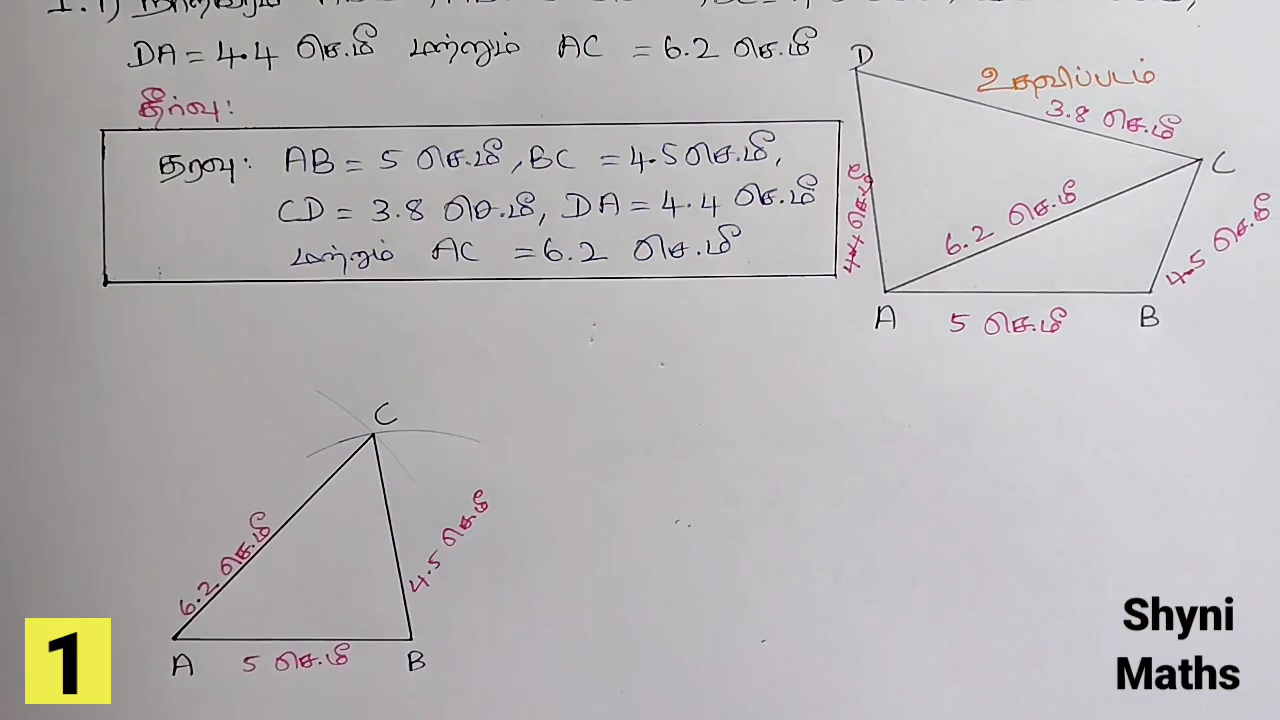 DA = 4.4 செ.மீ மற்றும் AC = 6.2 செ.மீ
தீர்வு:
தரவு: AB = 5 செ.மீ, BC = 4.5 செ.மீ,
CD = 3.8 செ.மீ, DA = 4.4 செ.மீ
மற்றும் AC = 6.2 செ.மீ
D
உதவிப்படம்
3.8 செ.மீ
C
4.4 செ.மீ
6.2 செ.மீ
4.5 செ.மீ
A
5 செ.மீ
B
C
6.2 செ.மீ
4.5 செ.மீ
A
5 செ.மீ
B
1
Shyni
Maths